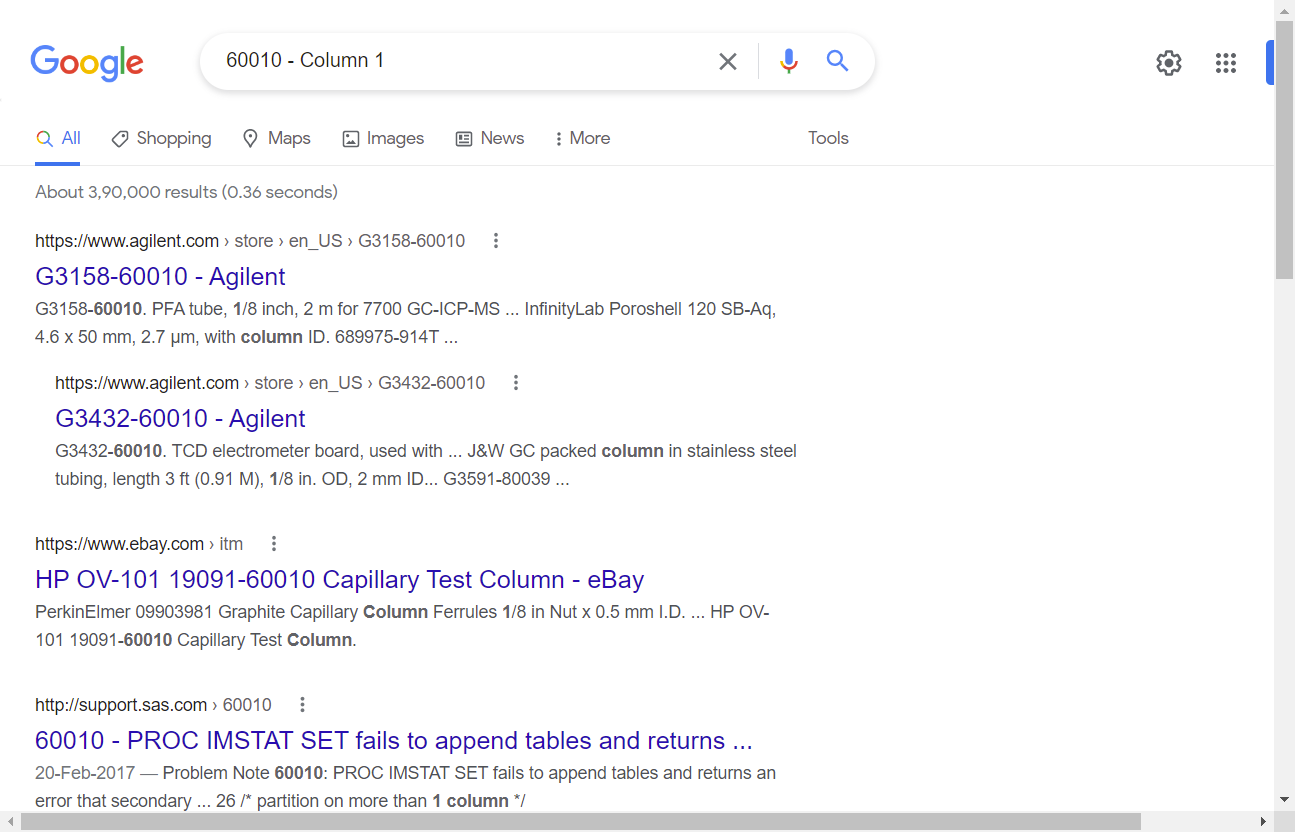 Google
60010 - Column 1
All Shopping Maps Images News More Tools
About 3,90,000 results (0.36 seconds)
https://www.agilent.com › store › en_US › G3158-60010
G3158-60010 - Agilent
G3158-60010. PFA tube, 1/8 inch, 2 m for 7700 GC-ICP-MS ... InfinityLab Poroshell 120 SB-Aq,
4.6 x 50 mm, 2.7 µm, with column ID. 689975-914T ...
https://www.agilent.com › store › en_US › G3432-60010
G3432-60010 - Agilent
G3432-60010. TCD electrometer board, used with ... J&W GC packed column in stainless steel
tubing, length 3 ft (0.91 M), 1/8 in. OD, 2 mm ID... G3591-80039 ...
https://www.ebay.com › itm
HP OV-101 19091-60010 Capillary Test Column - eBay
PerkinElmer 09903981 Graphite Capillary Column Ferrules 1/8 in Nut x 0.5 mm I.D. ... HP OV-
101 19091-60010 Capillary Test Column.
http://support.sas.com › 60010
60010 - PROC IMSTAT SET fails to append tables and returns ...
20-Feb-2017 — Problem Note 60010: PROC IMSTAT SET fails to append tables and returns an
error that secondary ... 26 /* partition on more than 1 column */